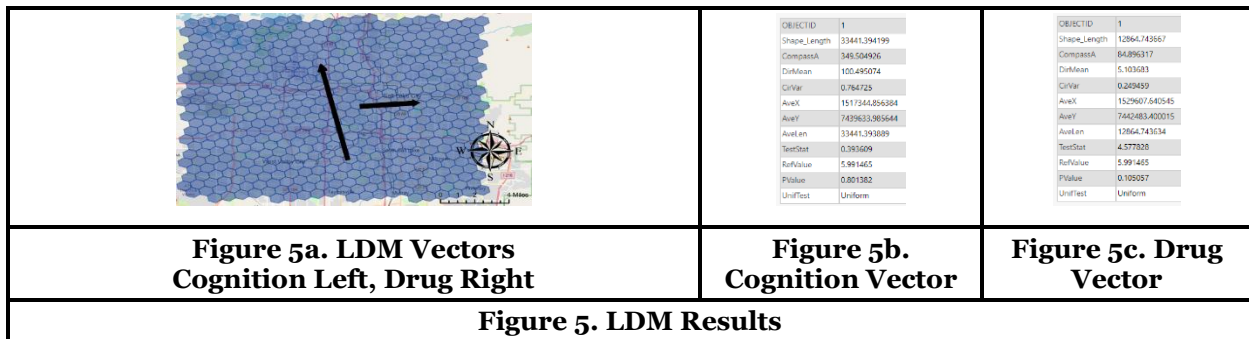 N
W
E
S
0
1
2
4 Miles
OBJECTID 1
Shape_Length 33441.394199
CompassA 349.504926
DirMean 100.495074
CirVar 0.764725
AveX 1517344.856384
AveY 7439633.985644
AveLen 33441.393889
TestStat 0.393609
RefValue 5.991465
PValue 0.801382
UnifTest Uniform
OBJECTID 1
Shape_Length 12864.743667
CompassA 84.896317
DirMean 5.103683
CirVar 0.249459
AveX 1529607.640545
AveY 7442483.400015
AveLen 12864.743634
TestStat 4.577828
RefValue 5.991465
PValue 0.105057
UnifTest Uniform
Figure 5a. LDM Vectors
Cognition Left, Drug Right
Figure 5b.
Cognition Vector
Figure 5c. Drug
Vector
Figure 5. LDM Results